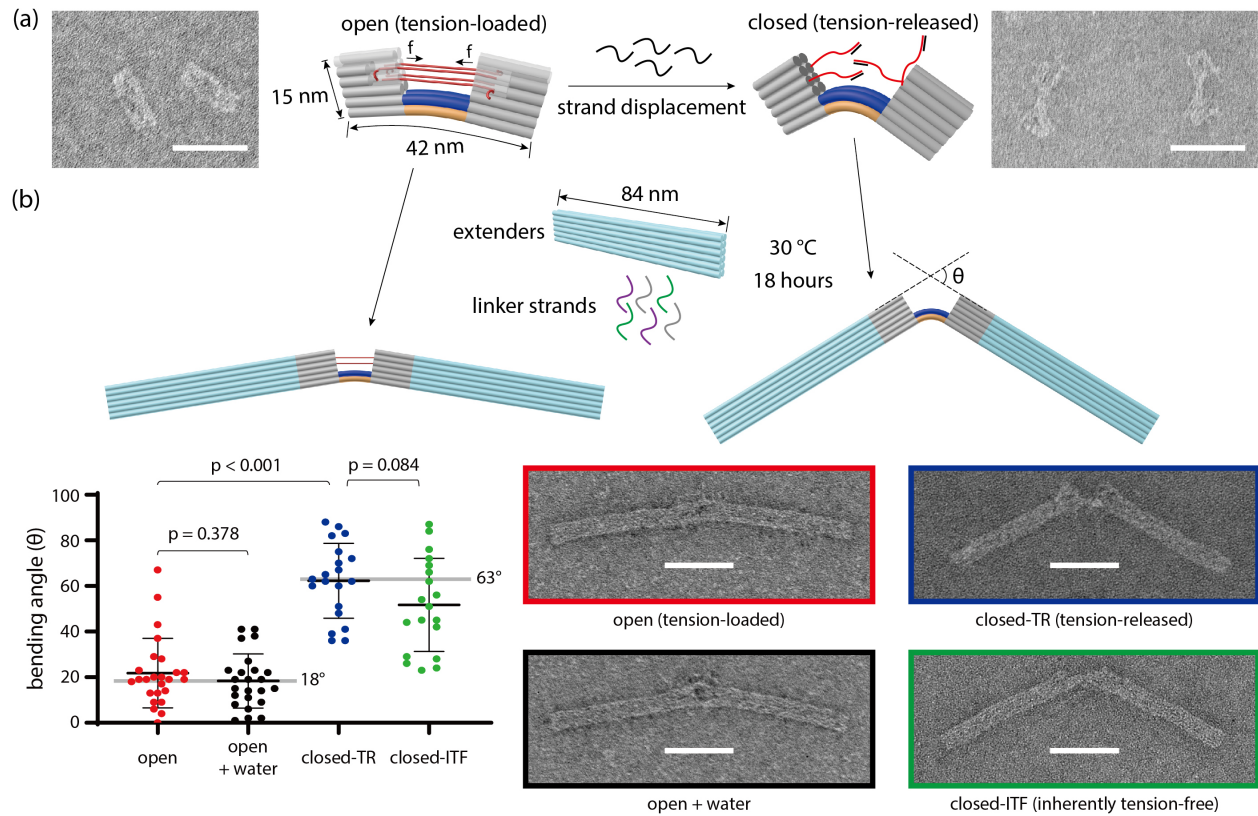 (a)
open (tension-loaded)
closed (tension-released)
f
f
15 nm
42 nm
strand displacement
(b)
84 nm
extenders
linker strands
30 °C
18 hours
θ
p < 0.001
p = 0.084
p = 0.378
100
80
60
40
20
0
bending angle (θ)
63°
18°
open
open
+ water
closed-TR
closed-ITF
open (tension-loaded)
closed-TR (tension-released)
open + water
closed-ITF (inherently tension-free)